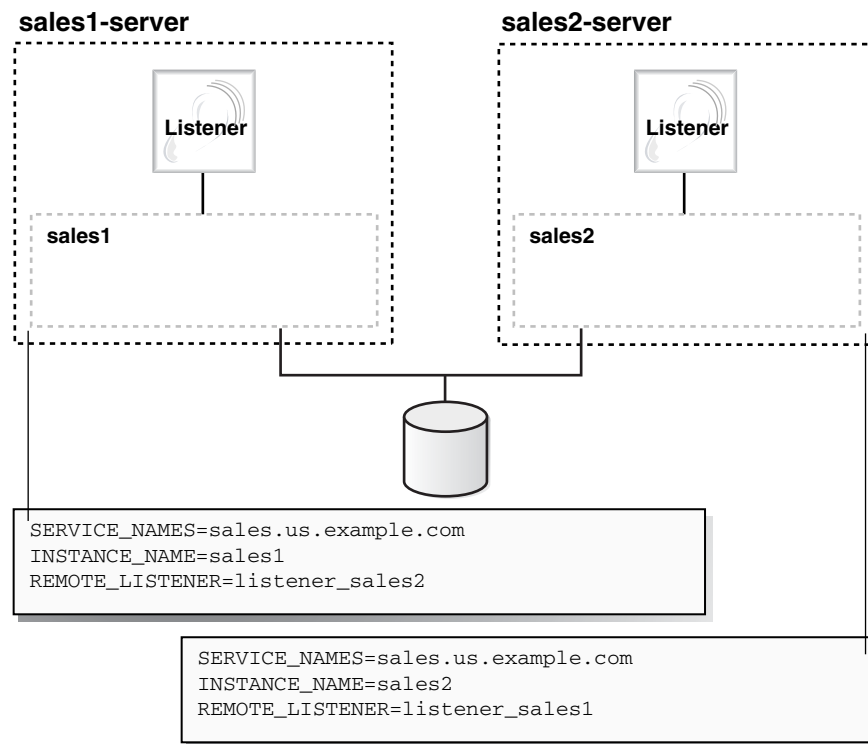 sales1-server
sales2-server
Listener
Listener
sales1
sales2
SERVICE_NAMES=sales.us.example.com
INSTANCE_NAME=sales1
REMOTE_LISTENER=listener_sales2
SERVICE_NAMES=sales.us.example.com
INSTANCE_NAME=sales2
REMOTE_LISTENER=listener_sales1